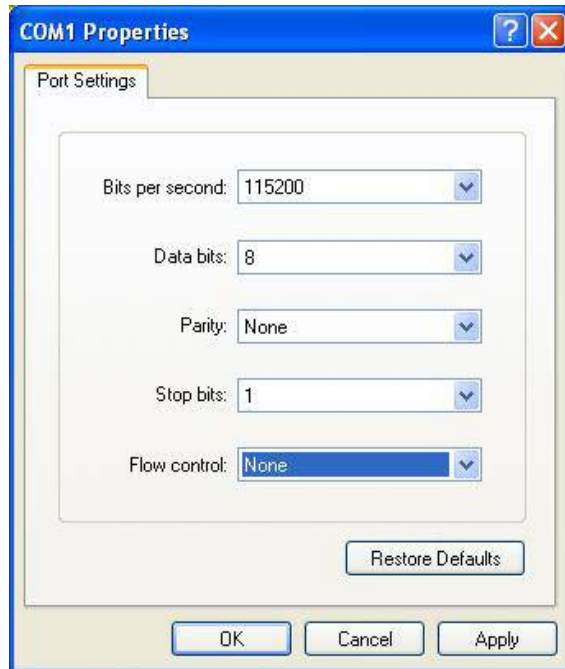 COM1 Properties
Port Settings
Bits per second: 115200
Data bits: 8
Parity: None
Stop bits: 1
Flow control: None
Restore Defaults
OK Cancel Apply